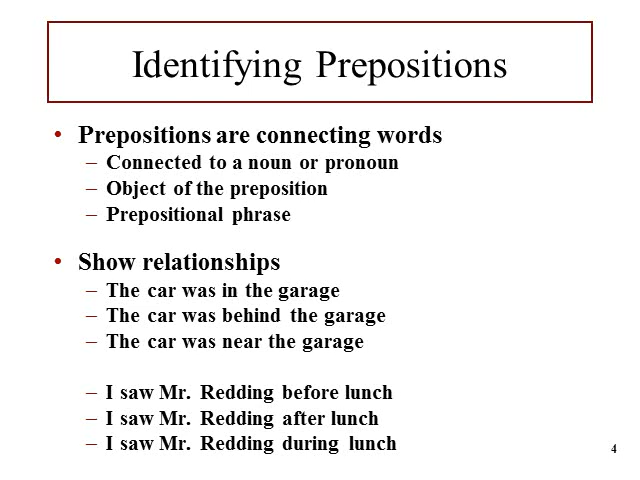 Identifying Prepositions
• Prepositions are connecting words
– Connected to a noun or pronoun
– Object of the preposition
– Prepositional phrase
• Show relationships
– The car was in the garage
– The car was behind the garage
– The car was near the garage
– I saw Mr. Redding before lunch
– I saw Mr. Redding after lunch
– I saw Mr. Redding during lunch
4